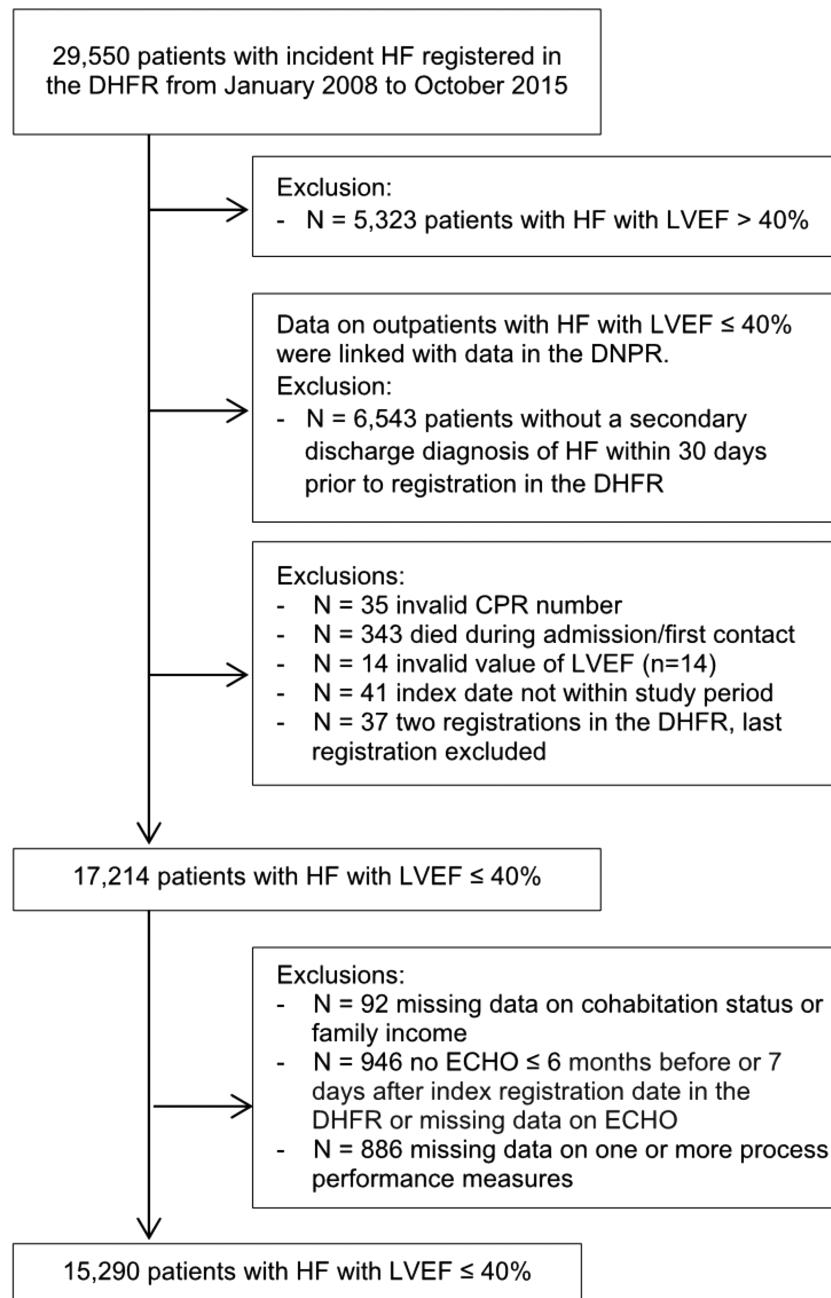 29,550 patients with incident HF registered in
the DHFR from January 2008 to October 2015
Exclusion:
- N = 5,323 patients with HF with LVEF > 40%
Data on outpatients with HF with LVEF ≤ 40%
were linked with data in the DNPR.
Exclusion:
- N = 6,543 patients without a secondary
discharge diagnosis of HF within 30 days
prior to registration in the DHFR
Exclusions:
- N = 35 invalid CPR number
- N = 343 died during admission/first contact
- N = 14 invalid value of LVEF (n=14)
- N = 41 index date not within study period
- N = 37 two registrations in the DHFR, last
registration excluded
17,214 patients with HF with LVEF ≤ 40%
Exclusions:
- N = 92 missing data on cohabitation status or
family income
- N = 946 no ECHO ≤ 6 months before or 7
days after index registration date in the
DHFR or missing data on ECHO
- N = 886 missing data on one or more process
performance measures
15,290 patients with HF with LVEF ≤ 40%